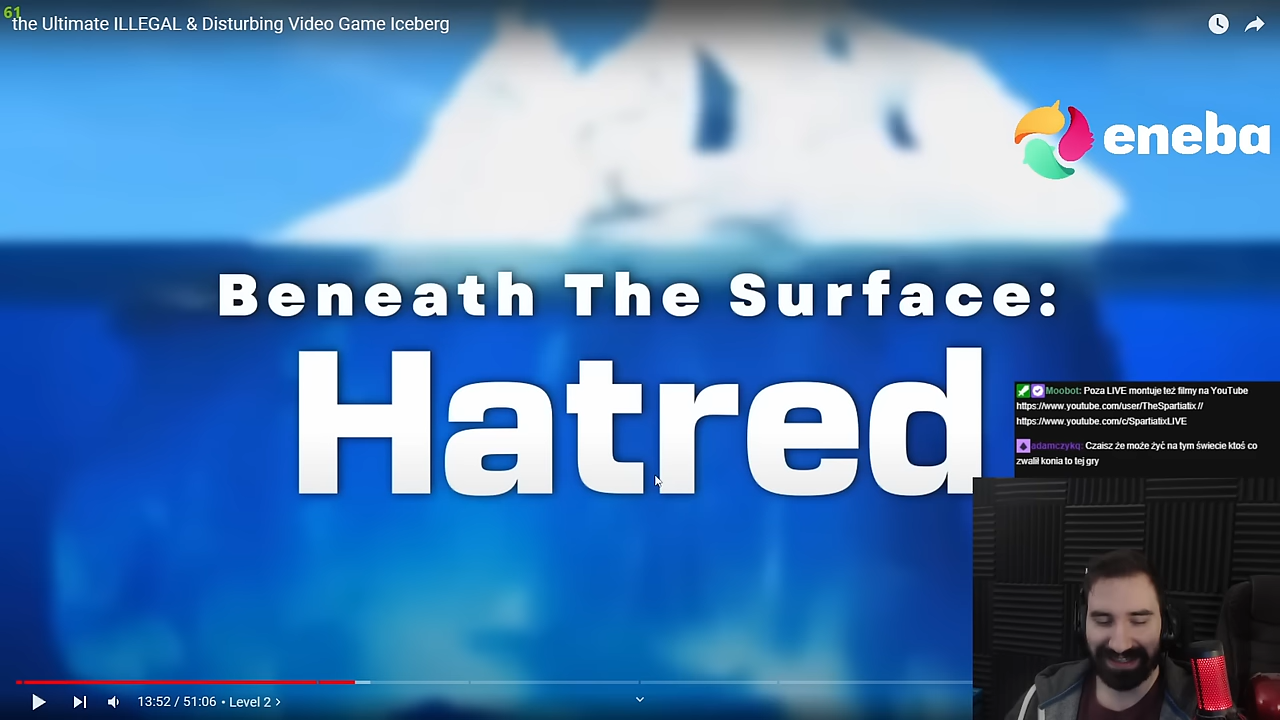 61
the Ultimate ILLEGAL & Disturbing Video Game Iceberg
eneba
Beneath The Surface:
Hatred
Moobot: Poza LIVE montuje też filmy na YouTube
https://www.youtube.com/user/TheSpartiatix //
https://www.youtube.com/c/SpartiatixLIVE
adamczykq: Czaisz że może żyć na tym świecie ktoś co
zwalił konia to tej gry
13:52 / 51:06 • Level 2 >